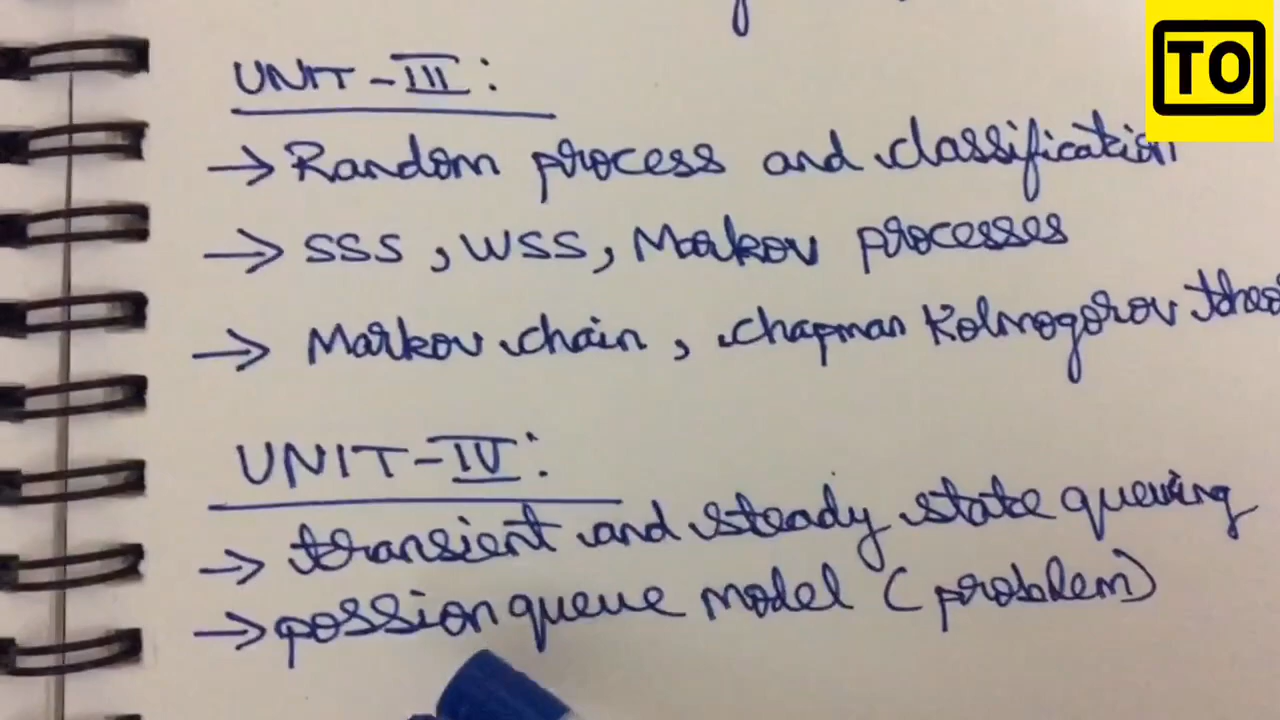 TO
UNIT-III:
→ Random process and classification
→ SSS, WSS, Markov processes
→ Markov chain, chapman Kolmogorov
UNIT-IV:
→ transient and steady state queuing
→ possion queue model (problem)